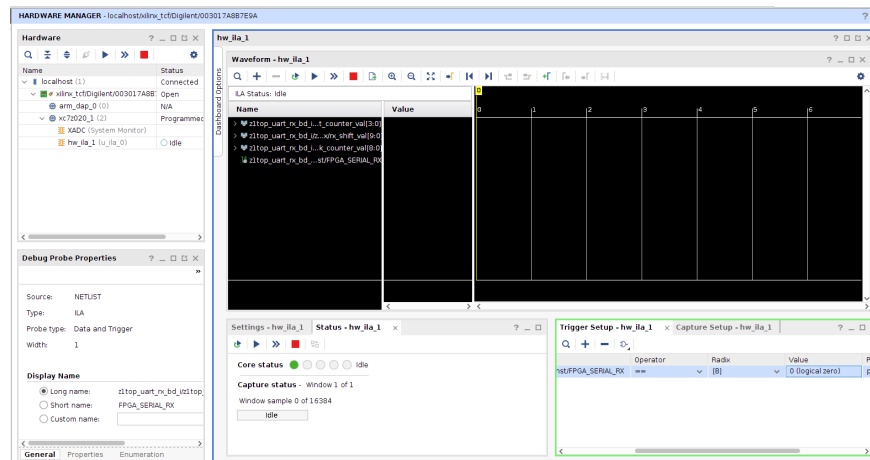 HARDWARE MANAGER - localhost/xilinx_tcf/Digilent/003017A8B7E9A
Hardware
Name Status
localhost (1) Connected
xilinx_tcf/Digilent/003017A8B7 Open
arm_dap_0 (0) N/A
xc7z020_1 (2) Programmed
XADC (System Monitor)
hw_ila_1 (u_ila_0) Idle
Debug Probe Properties
Source: NETLIST
Type: ILA
Probe type: Data and Trigger
Width: 1
Display Name
Long name: z1top_uart_rx_bd_i/z1top_
Short name: FPGA_SERIAL_RX
Custom name:
General Properties Enumeration
hw_ila_1
Dashboard Options
Waveform - hw_ila_1
ILA Status: Idle
Name Value
z1top_uart_rx_bd_i...t_counter_val[3:0]
z1top_uart_rx_bd_i/z...x/rx_shift_val[9:0]
z1top_uart_rx_bd_i...k_counter_val[8:0]
z1top_uart_rx_bd_...st/FPGA_SERIAL_RX
0
0 1 2 3 4 5 6
Settings - hw_ila_1 Status - hw_ila_1
Core status Idle
Capture status - Window 1 of 1
Window sample 0 of 16384
Idle
Trigger Setup - hw_ila_1 Capture Setup - hw_ila_1
Operator Radix Value P
nst/FPGA_SERIAL_RX == [B] 0 (logical zero) p